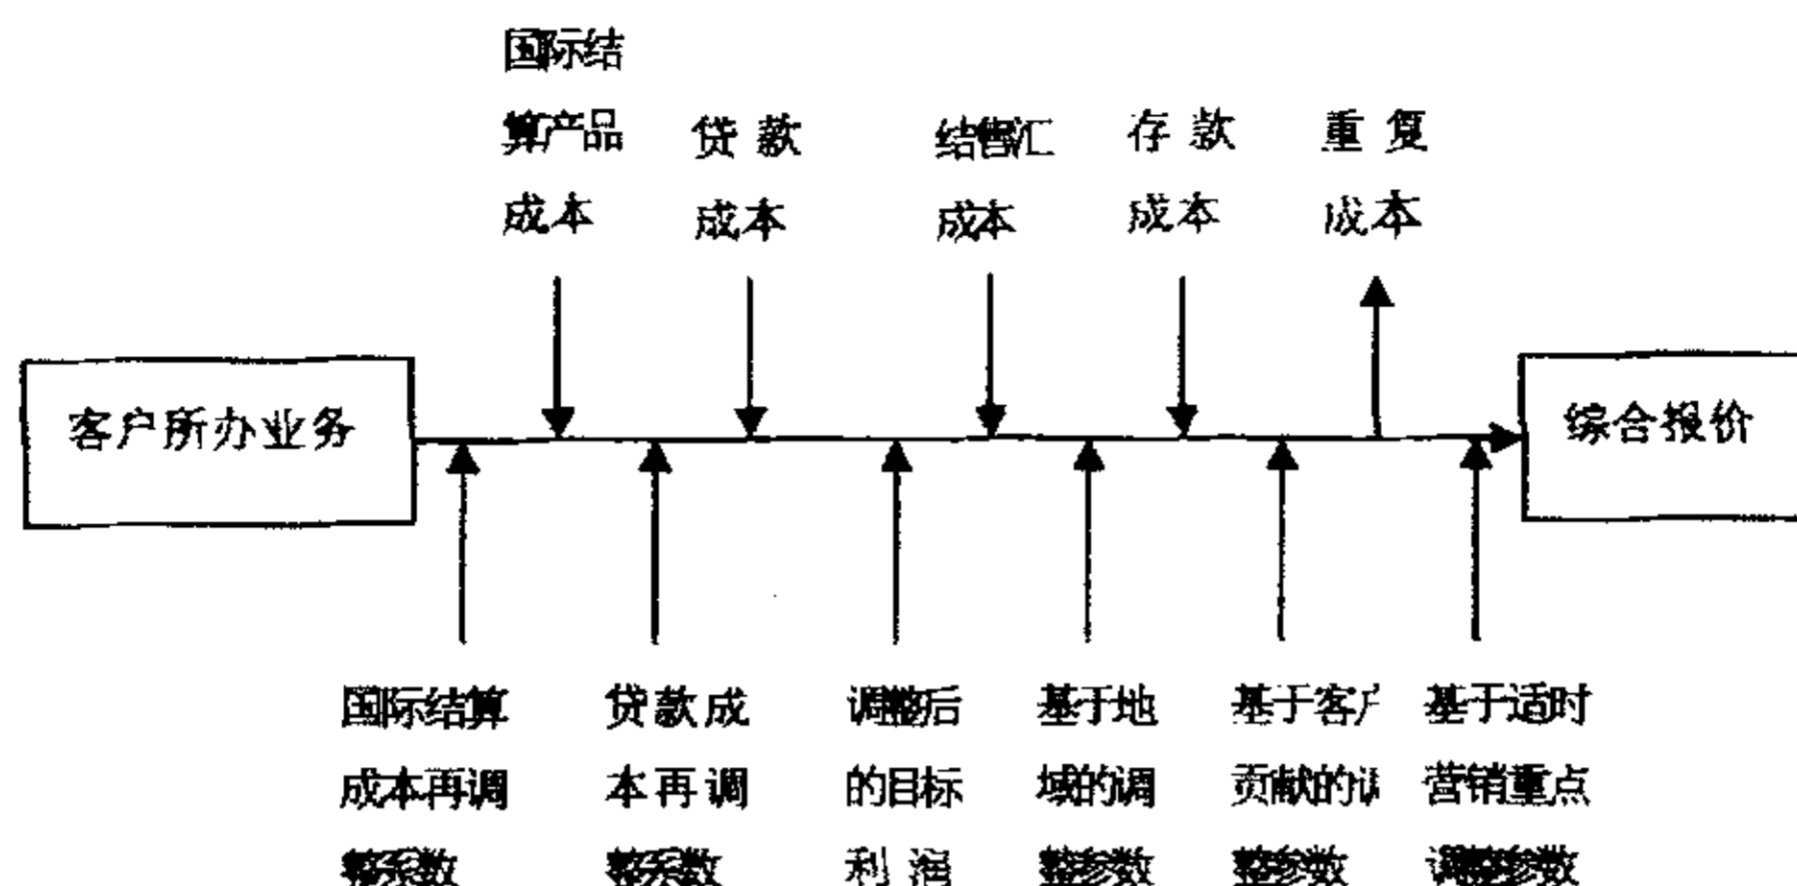 国际结
算产品
成本
贷款
成本
结售汇
成本
存款
成本
重复
成本
客户所办业务
综合报价
国际结算
成本再调
整系数
贷款成
本再调
整系数
调整后
的目标
利润
基于地
域的调
整参数
基于客户
贡献的调
整参数
基于适时
营销重点
调整参数